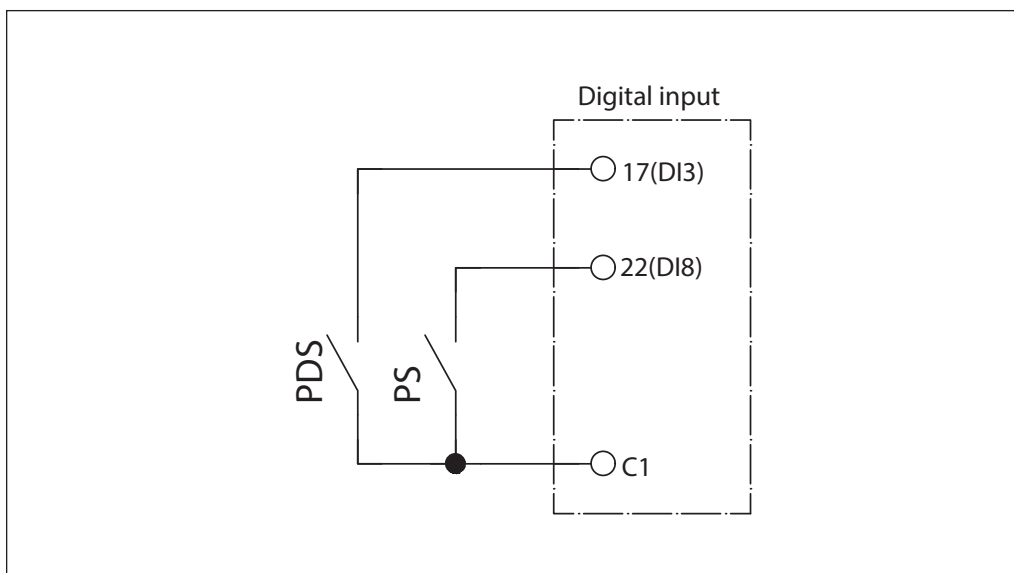 Digital input
17(DI3)
22(DI8)
PDS
PS
C1